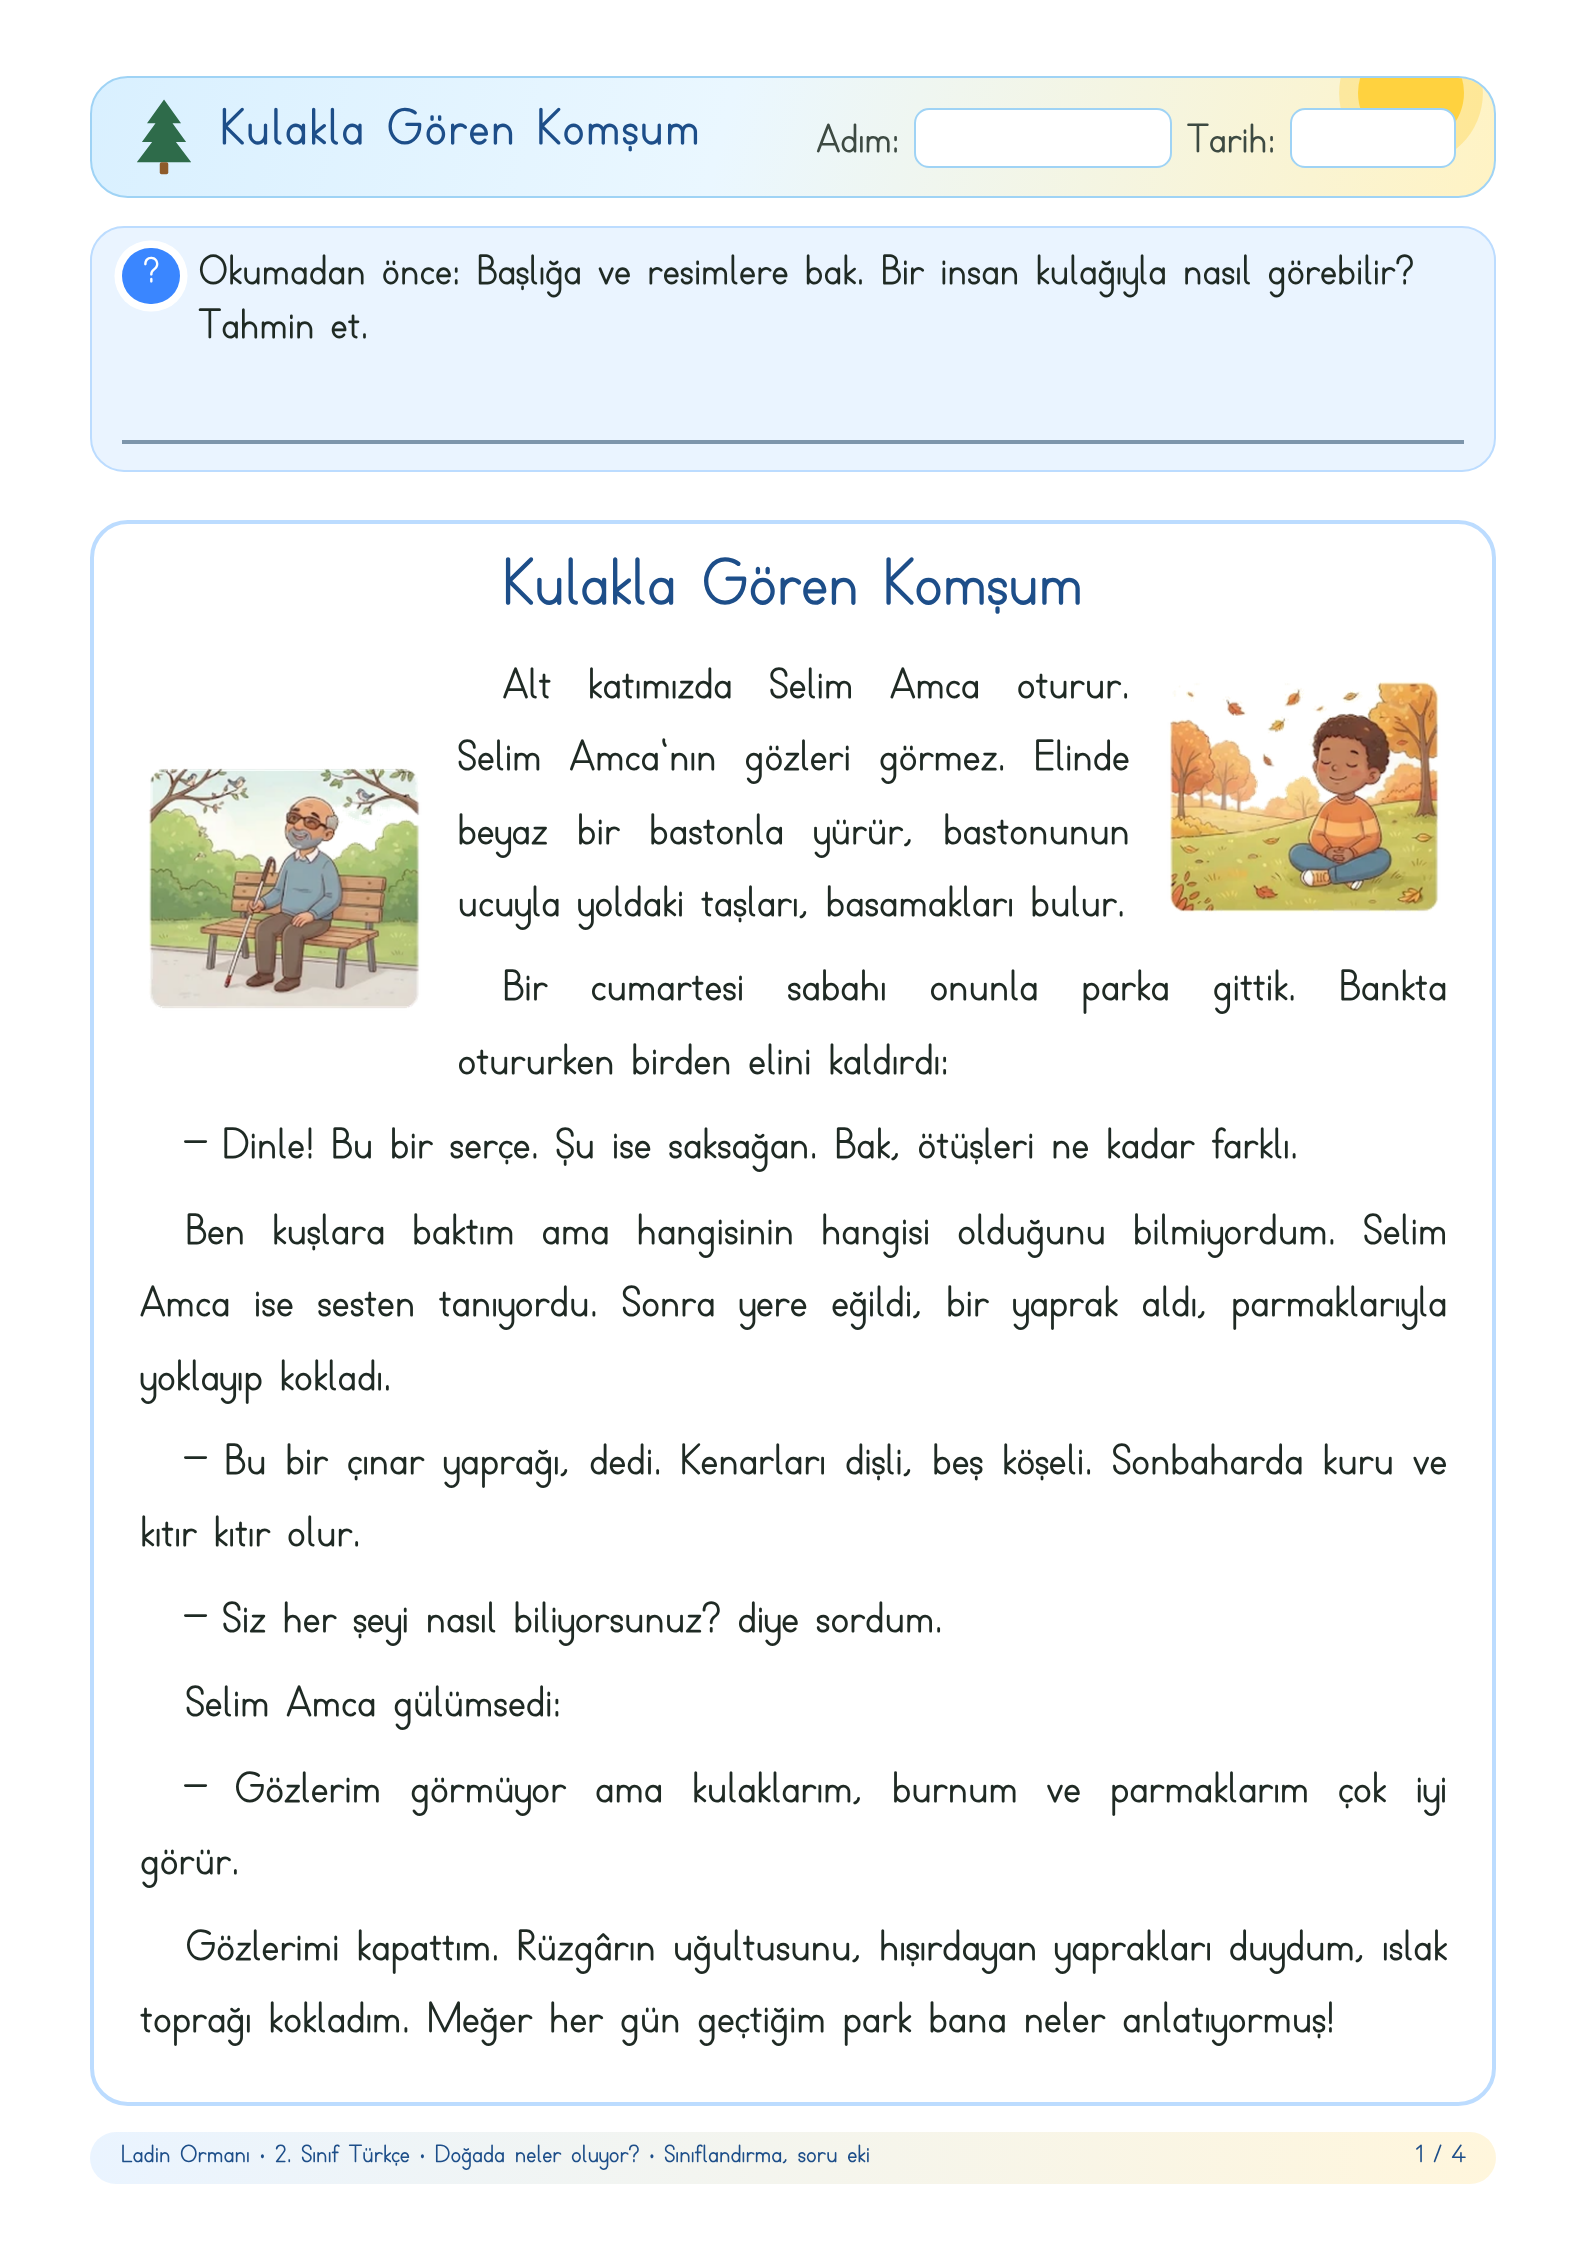 Kulakla Gören Komşum
Adım:
Tarih:
?
Okumadan önce: Başlığa ve resimlere bak. Bir insan kulağıyla nasıl görebilir?
Tahmin et.
Kulakla Gören Komşum
Alt katımızda Selim Amca oturur.
Selim Amca‘nın gözleri görmez. Elinde
beyaz bir bastonla yürür, bastonunun
ucuyla yoldaki taşları, basamakları bulur.
Bir cumartesi sabahı onunla parka gittik. Bankta
otururken birden elini kaldırdı:
— Dinle! Bu bir serçe. Şu ise saksağan. Bak, ötüşleri ne kadar farklı.
Ben kuşlara baktım ama hangisinin hangisi olduğunu bilmiyordum. Selim
Amca ise sesten tanıyordu. Sonra yere eğildi, bir yaprak aldı, parmaklarıyla
yoklayıp kokladı.
— Bu bir çınar yaprağı, dedi. Kenarları dişli, beş köşeli. Sonbaharda kuru ve
kıtır kıtır olur.
— Siz her şeyi nasıl biliyorsunuz? diye sordum.
Selim Amca gülümsedi:
— Gözlerim görmüyor ama kulaklarım, burnum ve parmaklarım çok iyi
görür.
Gözlerimi kapattım. Rüzgârın uğultusunu, hışırdayan yaprakları duydum, ıslak
toprağı kokladım. Meğer her gün geçtiğim park bana neler anlatıyormuş!
Ladin Ormanı • 2. Sınıf Türkçe • Doğada neler oluyor? • Sınıflandırma, soru eki
1 / 4